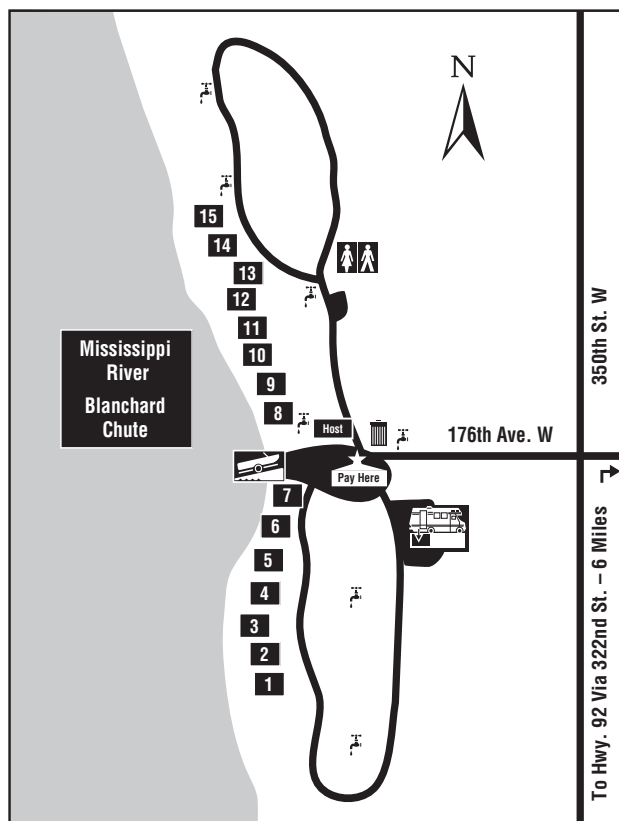 N
15
14
13
12
11
10
9
8
Mississippi
River
Blanchard
Chute
350th St. W
Host
176th Ave. W
Pay Here
7
6
5
4
3
2
1
To Hwy. 92 Via 322nd St. – 6 Miles